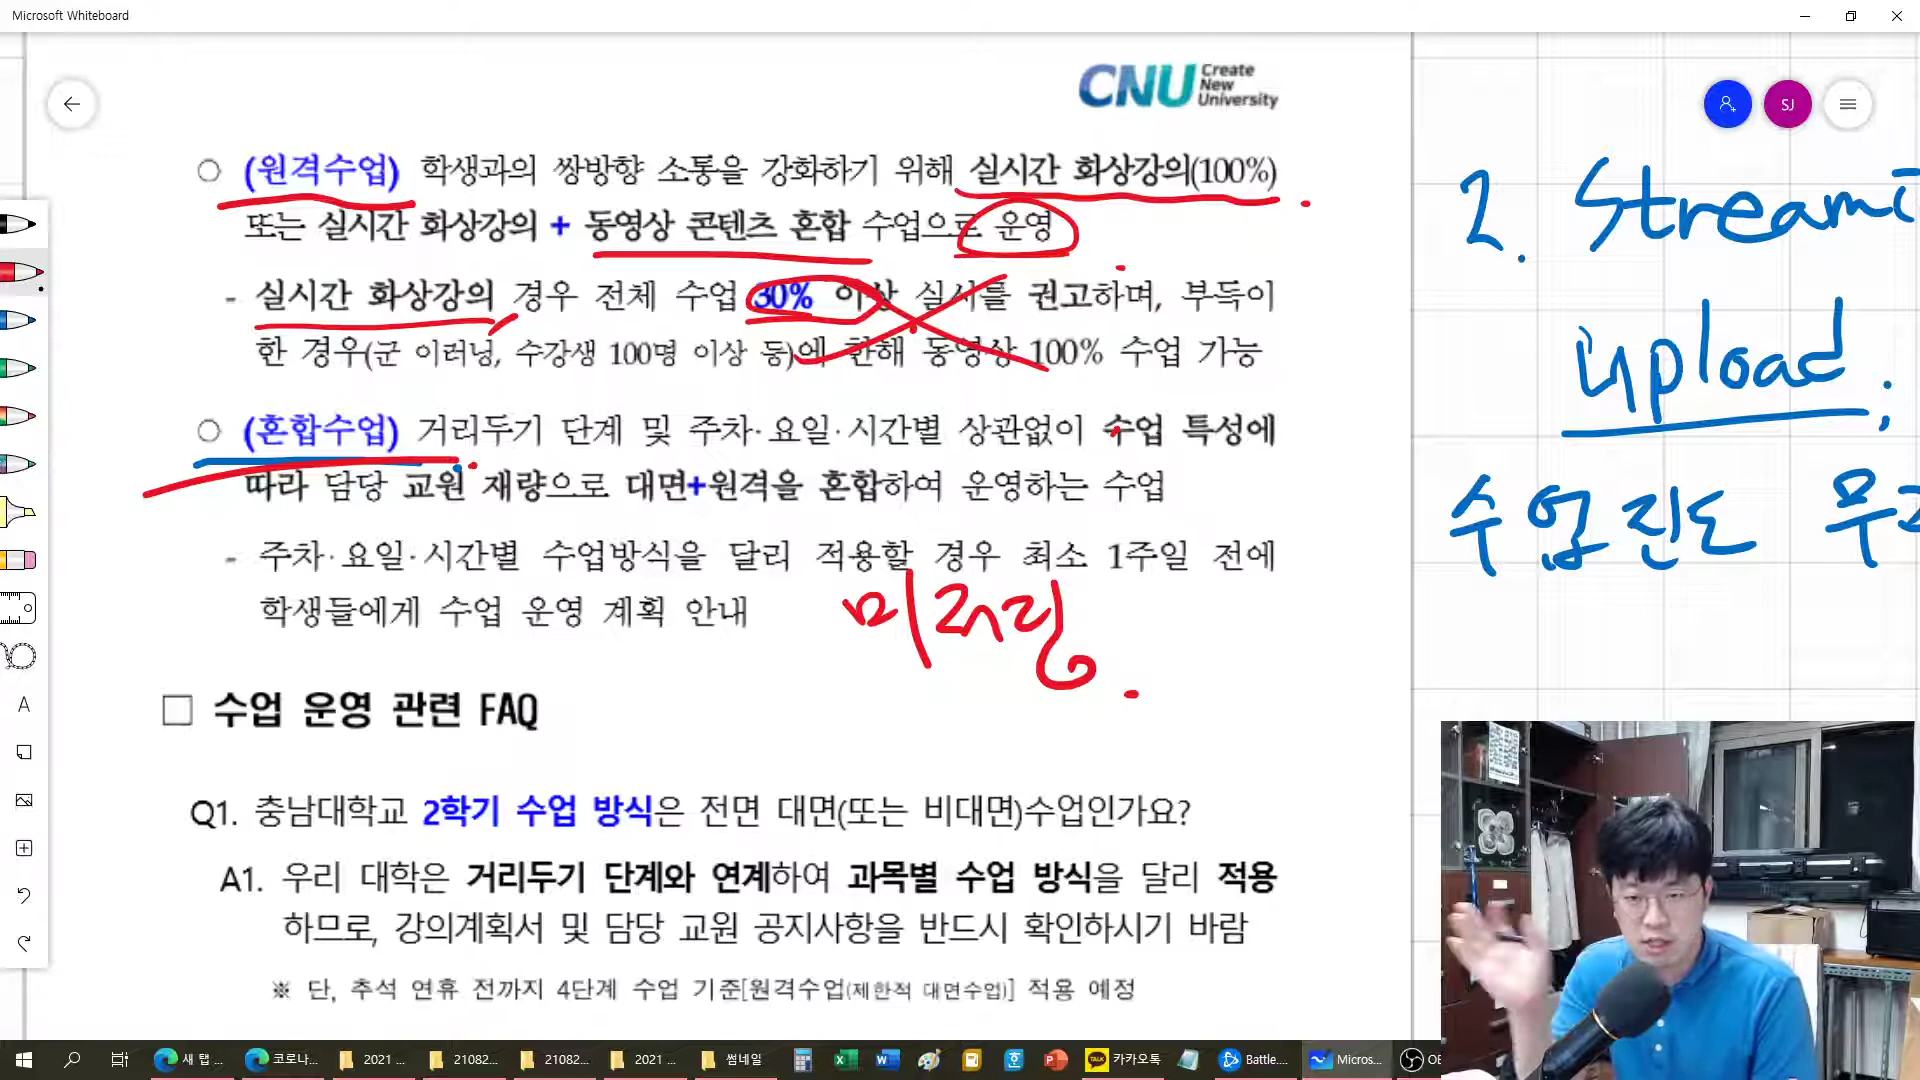 Microsoft Whiteboard
CNU Create
New
University
SJ
○ (원격수업) 학생과의 쌍방향 소통을 강화하기 위해 실시간 화상강의(100%)
또는 실시간 화상강의 + 동영상 콘텐츠 혼합 수업으로 운영
- 실시간 화상강의 경우 전체 수업 30% 이상 실시를 권고하며, 부득이
한 경우(군 이러닝, 수강생 100명 이상 등)에 한해 동영상 100% 수업 가능
○ (혼합수업) 거리두기 단계 및 주차·요일·시간별 상관없이 수업 특성에
따라 담당 교원 재량으로 대면+원격을 혼합하여 운영하는 수업
- 주차·요일·시간별 수업방식을 달리 적용할 경우 최소 1주일 전에
학생들에게 수업 운영 계획 안내
미리링
□ 수업 운영 관련 FAQ
Q1. 충남대학교 2학기 수업 방식은 전면 대면(또는 비대면)수업인가요?
A1. 우리 대학은 거리두기 단계와 연계하여 과목별 수업 방식을 달리 적용
하므로, 강의계획서 및 담당 교원 공지사항을 반드시 확인하시기 바람
※ 단, 추석 연휴 전까지 4단계 수업 기준[원격수업(제한적 대면수업)] 적용 예정
2. Streami
upload.
수업진도
A
새 탭 ...
코로나...
2021 ...
21082...
21082...
2021 ...
썸네일
카카오톡
Battle....
Micros...
OB